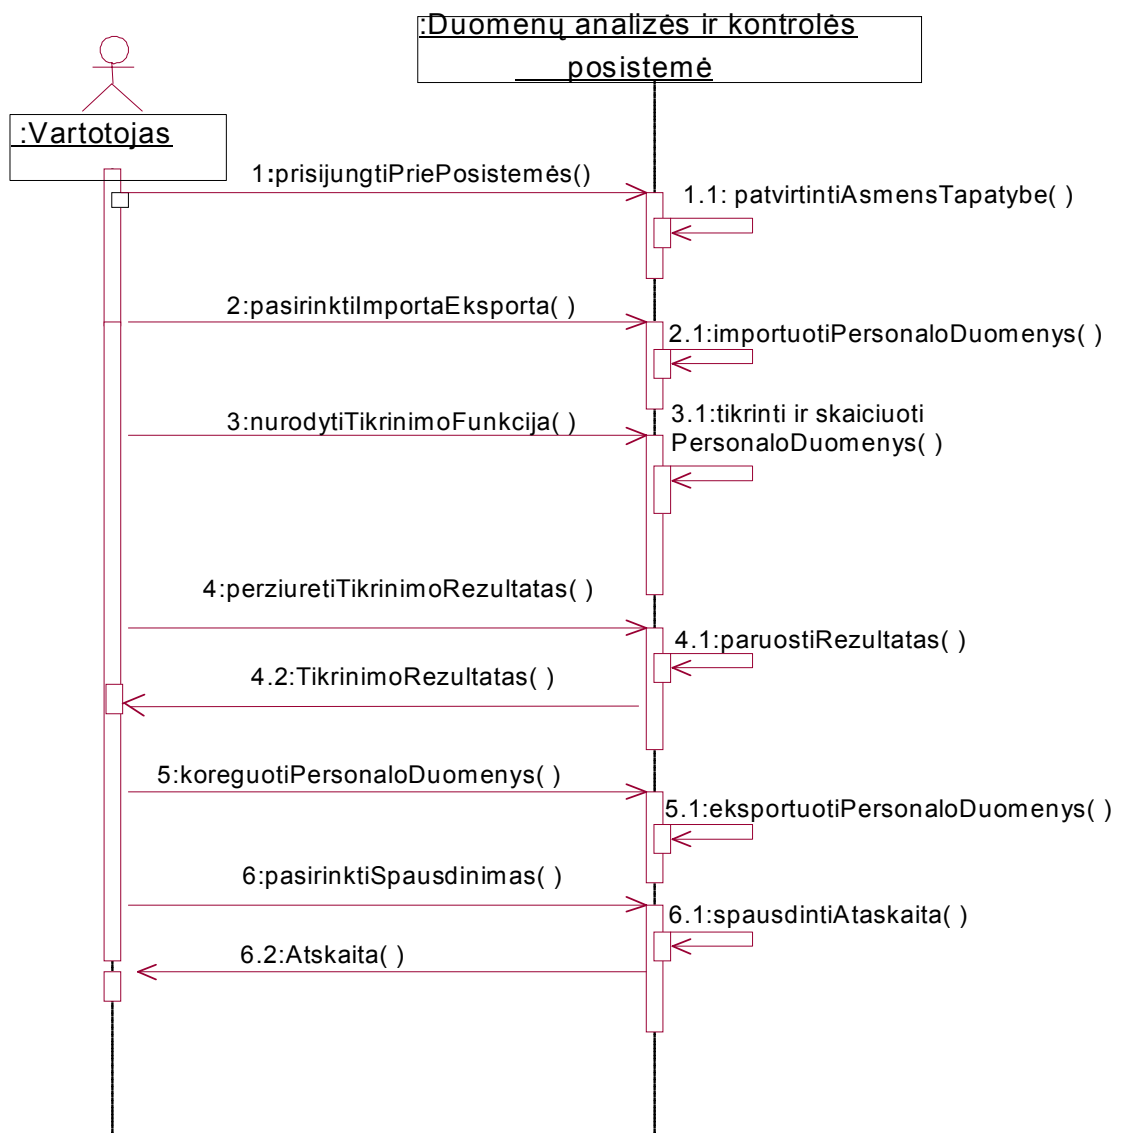 :Duomenų analizės ir kontrolės
posistemė
:Vartotojas
1:prisijungtiPriePosistemės()
1.1: patvirtintiAsmensTapatybe( )
2:pasirinktiImportaEksporta( )
2.1:importuotiPersonaloDuomenys( )
3:nurodytiTikrinimoFunkcija( )
3.1:tikrinti ir skaiciuoti
PersonaloDuomenys( )
4:perziuretiTikrinimoRezultatas( )
4.1:paruostiRezultatas( )
4.2:TikrinimoRezultatas( )
5:koreguotiPersonaloDuomenys( )
5.1:eksportuotiPersonaloDuomenys( )
6:pasirinktiSpausdinimas( )
6.1:spausdintiAtaskaita( )
6.2:Atskaita( )